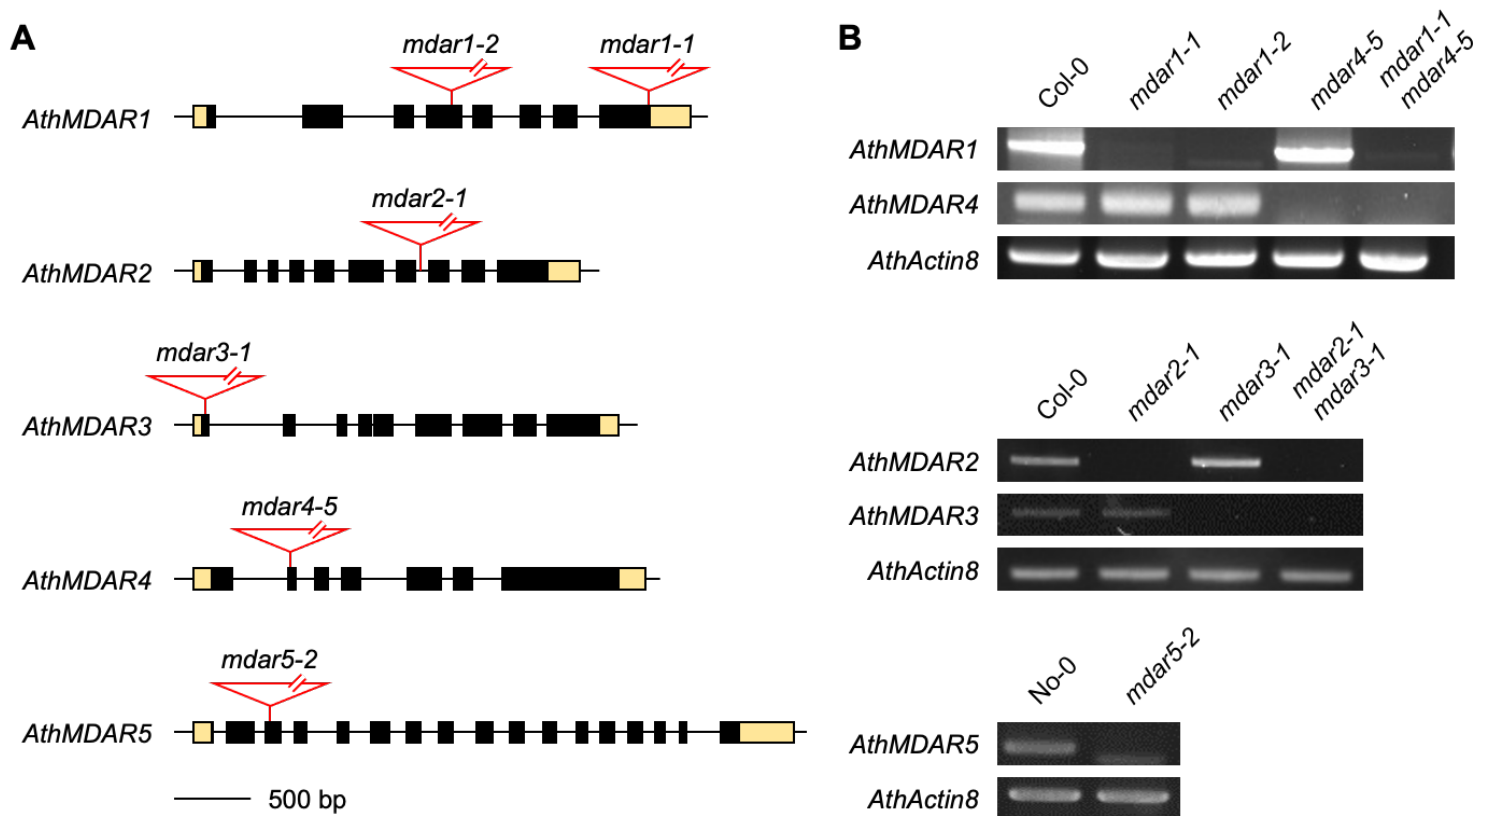 A
mdar1-2
mdar1-1
AthMDAR1
mdar2-1
AthMDAR2
mdar3-1
AthMDAR3
mdar4-5
AthMDAR4
mdar5-2
AthMDAR5
500 bp
B
Col-0
mdar1-1
mdar1-2
mdar4-5
mdar1-1
mdar4-5
AthMDAR1
AthMDAR4
AthActin8
Col-0
mdar2-1
mdar3-1
mdar2-1
mdar3-1
AthMDAR2
AthMDAR3
AthActin8
No-0
mdar5-2
AthMDAR5
AthActin8